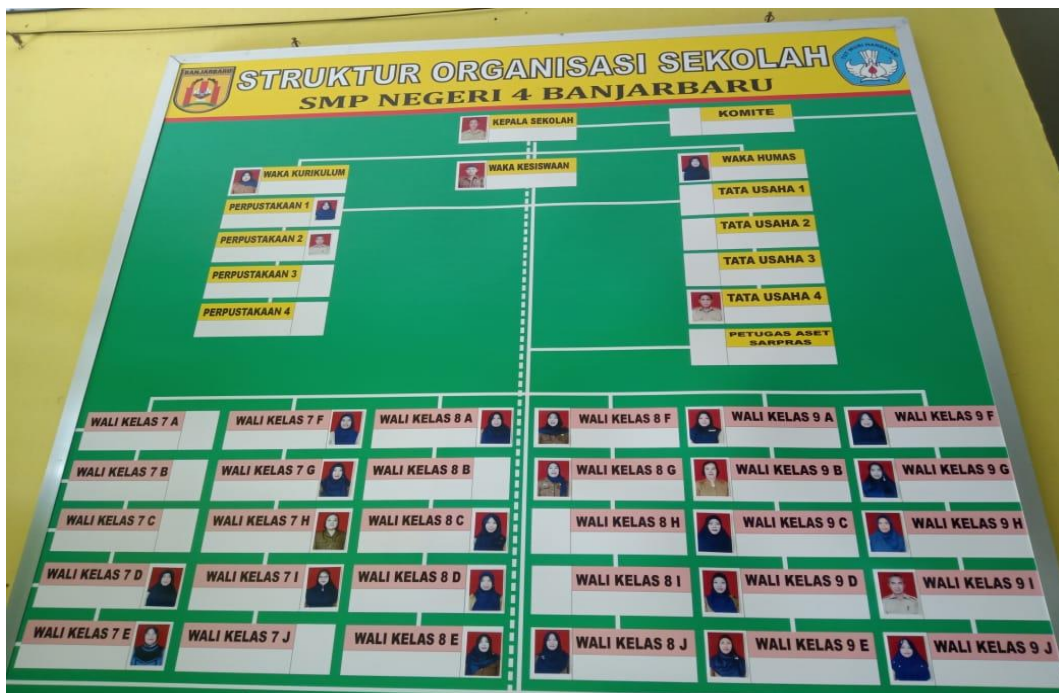 BANJARBARU
STRUKTUR ORGANISASI SEKOLAH
TUT WURI HANDAYANI
SMP NEGERI 4 BANJARBARU
KEPALA SEKOLAH
KOMITE
WAKA KURIKULUM
WAKA KESISWAAN
WAKA HUMAS
PERPUSTAKAAN 1
PERPUSTAKAAN 2
PERPUSTAKAAN 3
PERPUSTAKAAN 4
TATA USAHA 1
TATA USAHA 2
TATA USAHA 3
TATA USAHA 4
PETUGAS ASET
SARPRAS
WALI KELAS 7 A
WALI KELAS 7 F
WALI KELAS 8 A
WALI KELAS 8 F
WALI KELAS 9 A
WALI KELAS 9 F
WALI KELAS 7 B
WALI KELAS 7 G
WALI KELAS 8 B
WALI KELAS 8 G
WALI KELAS 9 B
WALI KELAS 9 G
WALI KELAS 7 C
WALI KELAS 7 H
WALI KELAS 8 C
WALI KELAS 8 H
WALI KELAS 9 C
WALI KELAS 9 H
WALI KELAS 7 D
WALI KELAS 7 I
WALI KELAS 8 D
WALI KELAS 8 I
WALI KELAS 9 D
WALI KELAS 9 I
WALI KELAS 7 E
WALI KELAS 7 J
WALI KELAS 8 E
WALI KELAS 8 J
WALI KELAS 9 E
WALI KELAS 9 J